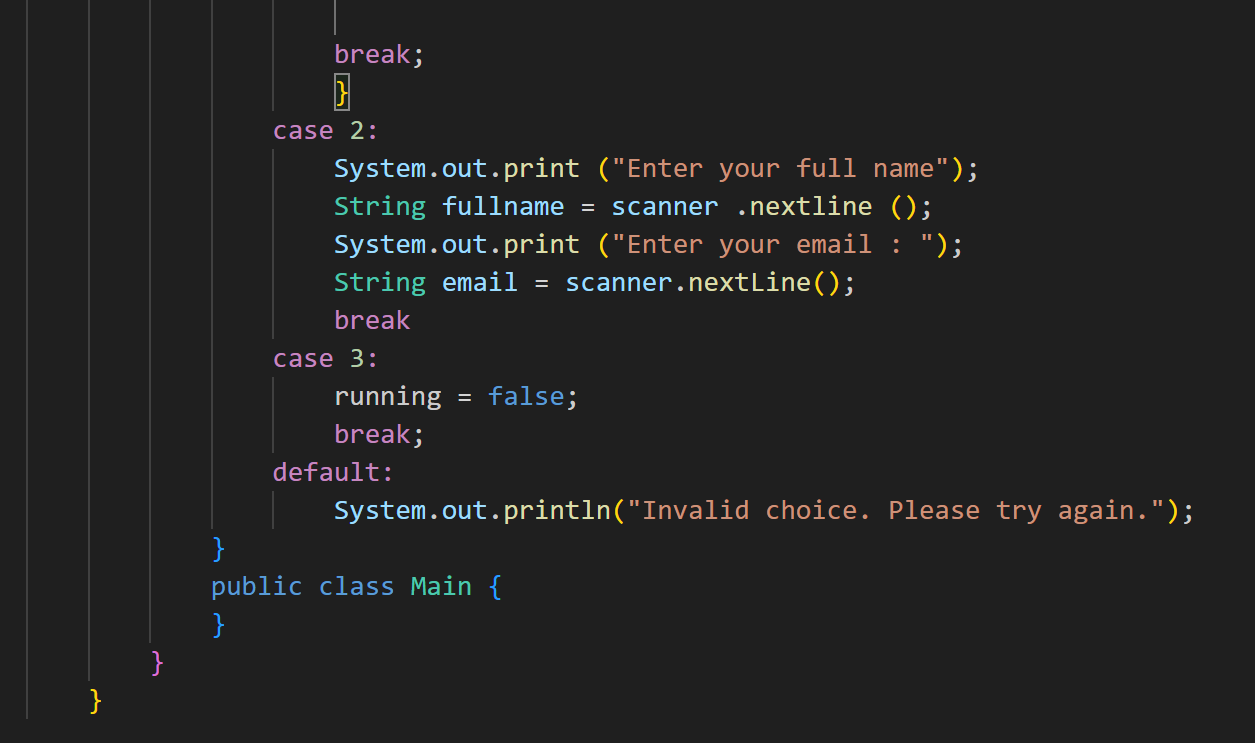 break;
}
case 2:
System.out.print ("Enter your full name");
String fullname = scanner .nextline ();
System.out.print ("Enter your email : ");
String email = scanner.nextLine();
break
case 3:
running = false;
break;
default:
System.out.println("Invalid choice. Please try again.");
}
public class Main {
}
}
}